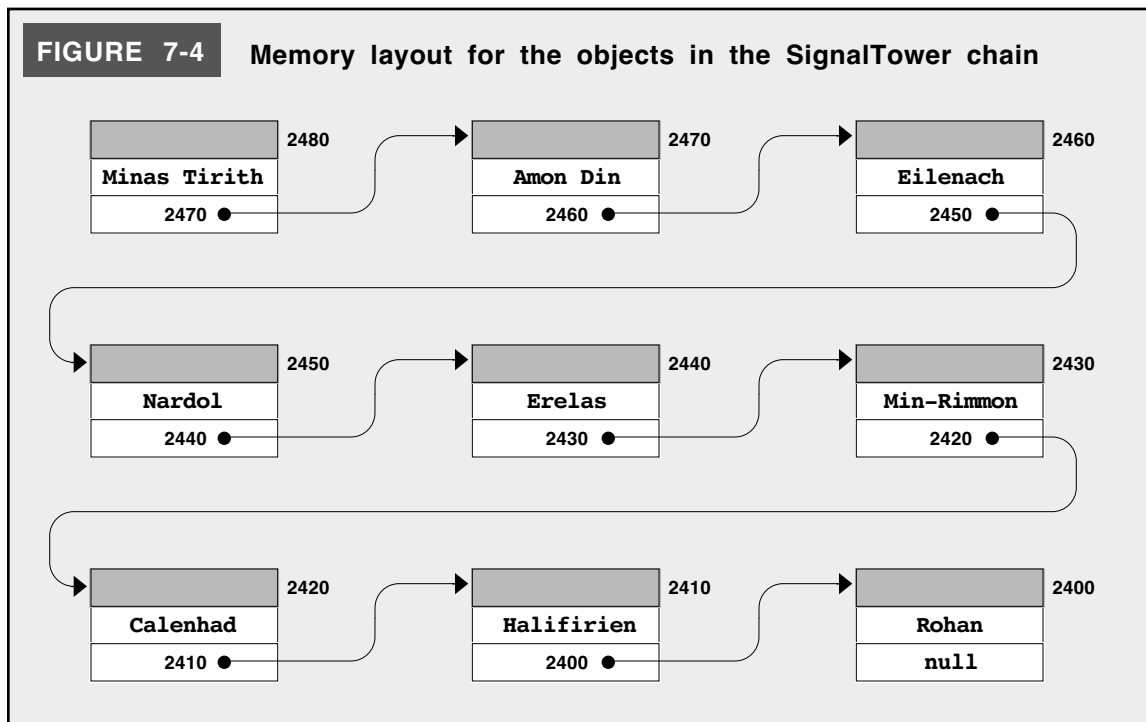 FIGURE 7-4 Memory layout for the objects in the SignalTower chain
2480 2470 2460
Minas Tirith Amon Din Eilenach
2470 2460 2450
2450 2440 2430
Nardol Erelas Min-Rimmon
2440 2430 2420
2420 2410 2400
Calenhad Halifirien Rohan
2410 2400 null